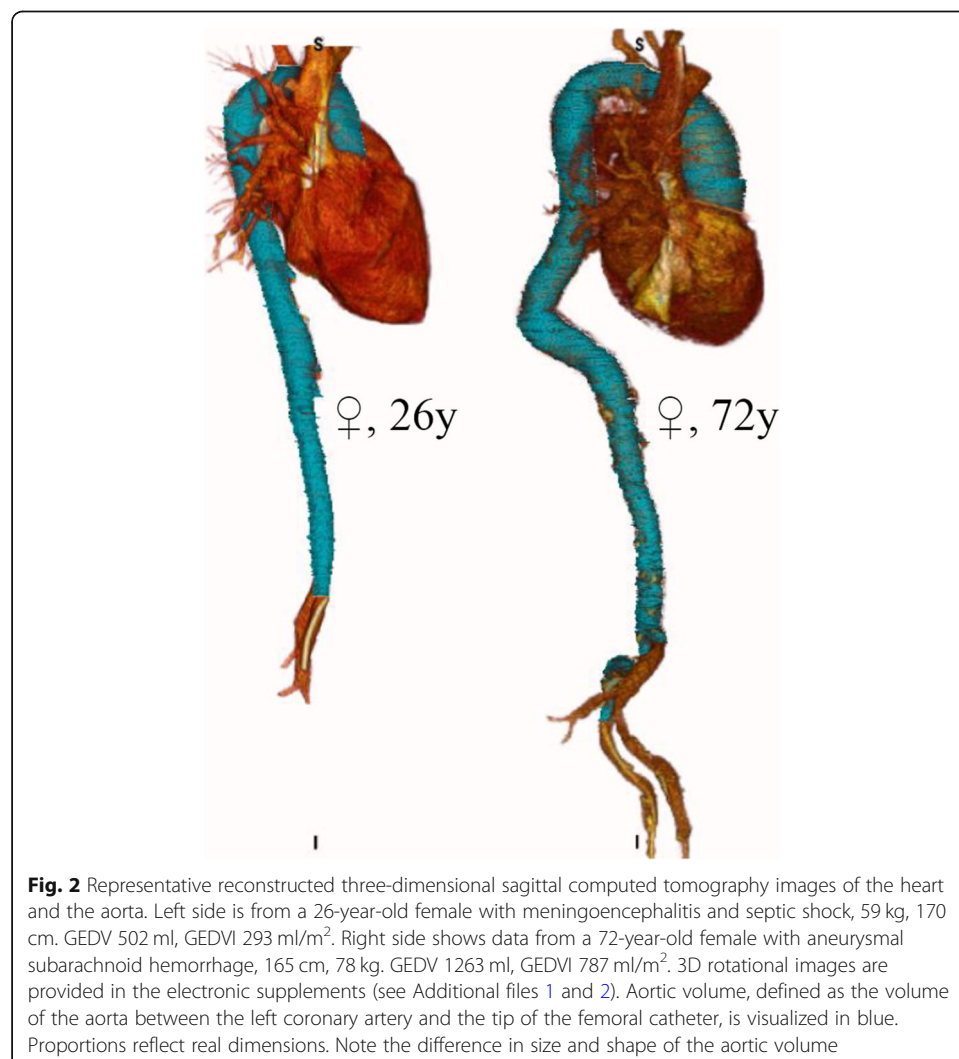 S S
♀, 26y ♀, 72y
I I
Fig. 2 Representative reconstructed three-dimensional sagittal computed tomography images of the heart
and the aorta. Left side is from a 26-year-old female with meningoencephalitis and septic shock, 59 kg, 170
cm. GEDV 502 ml, GEDVI 293 ml/m². Right side shows data from a 72-year-old female with aneurysmal
subarachnoid hemorrhage, 165 cm, 78 kg. GEDV 1263 ml, GEDVI 787 ml/m². 3D rotational images are
provided in the electronic supplements (see Additional files 1 and 2). Aortic volume, defined as the volume
of the aorta between the left coronary artery and the tip of the femoral catheter, is visualized in blue.
Proportions reflect real dimensions. Note the difference in size and shape of the aortic volume